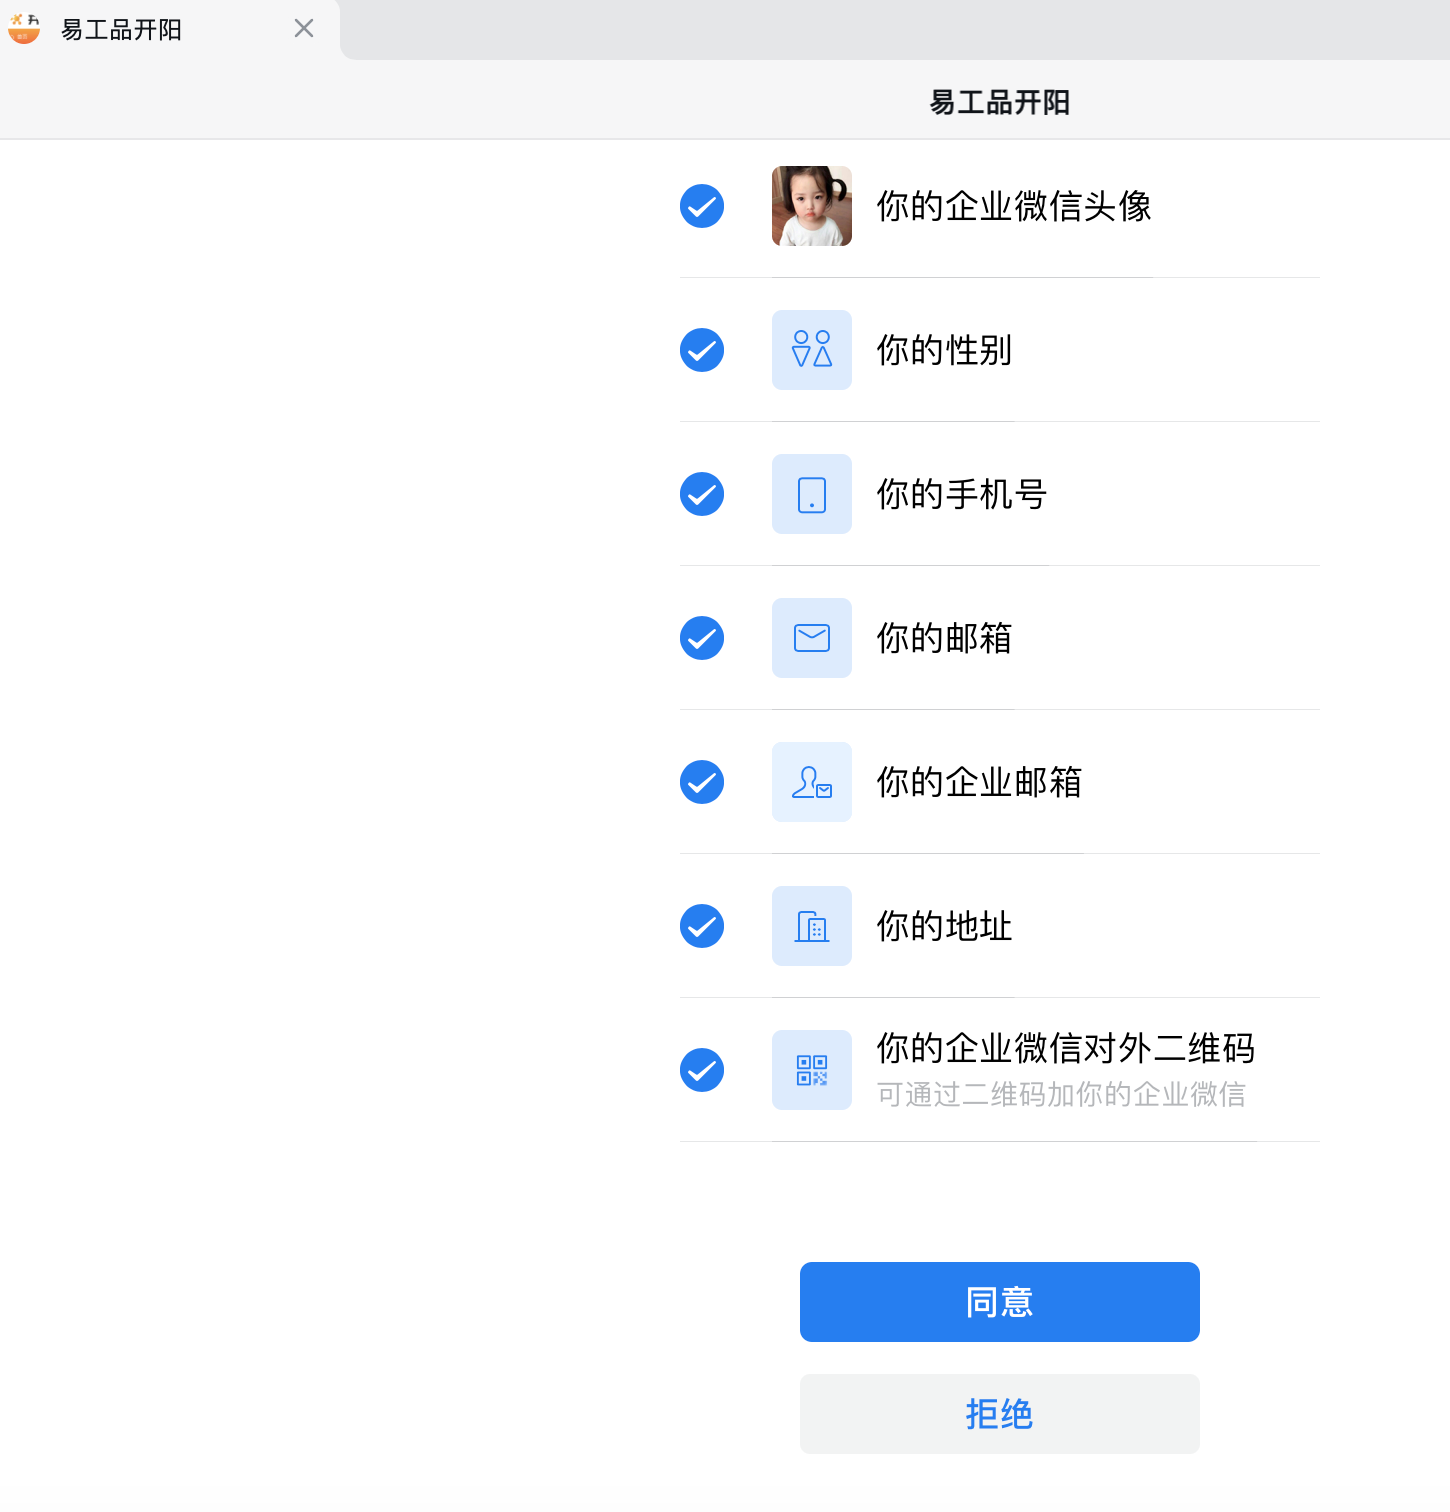 易工品开阳
易工品开阳
你的企业微信头像
你的性别
你的手机号
你的邮箱
你的企业邮箱
你的地址
你的企业微信对外二维码
可通过二维码加你的企业微信
同意
拒绝